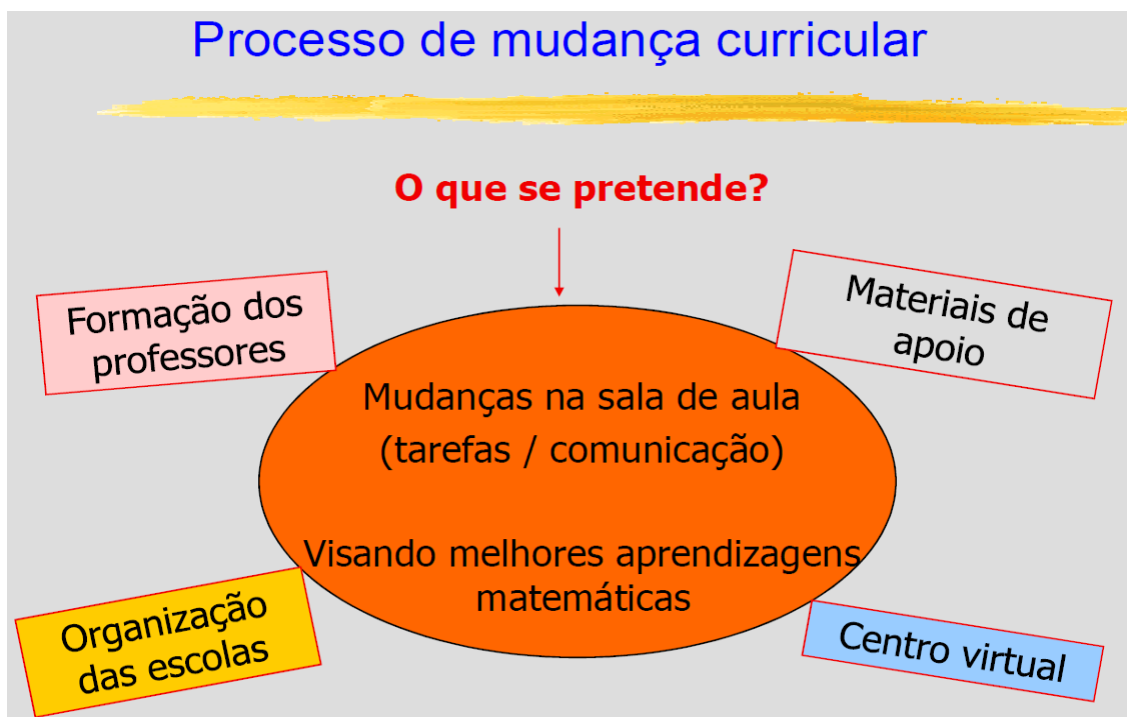 Processo de mudança curricular
O que se pretende?
Formação dos
professores
Materiais de
apoio
Mudanças na sala de aula
(tarefas / comunicação)
Visando melhores aprendizagens
matemáticas
Organização
das escolas
Centro virtual